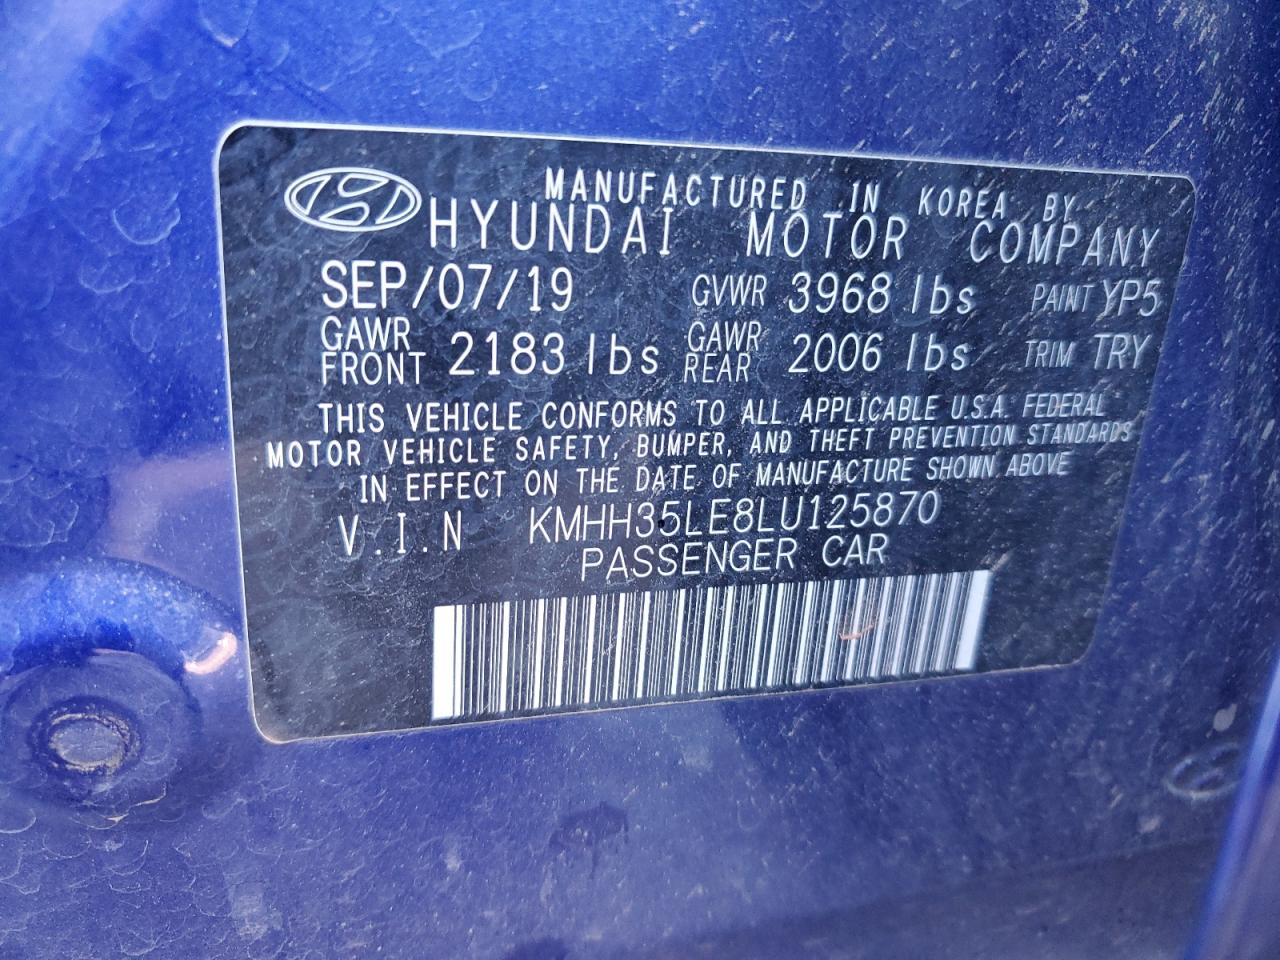 MANUFACTURED IN KOREA BY
HYUNDAI MOTOR COMPANY
SEP/07/19 GVWR 3968 lbs PAINT YP5
GAWR FRONT 2183 lbs GAWR REAR 2006 lbs TRIM TRY
THIS VEHICLE CONFORMS TO ALL APPLICABLE U.S.A. FEDERAL
MOTOR VEHICLE SAFETY, BUMPER, AND THEFT PREVENTION STANDARDS
IN EFFECT ON THE DATE OF MANUFACTURE SHOWN ABOVE
V.I.N KMHH35LE8LU125870
PASSENGER CAR